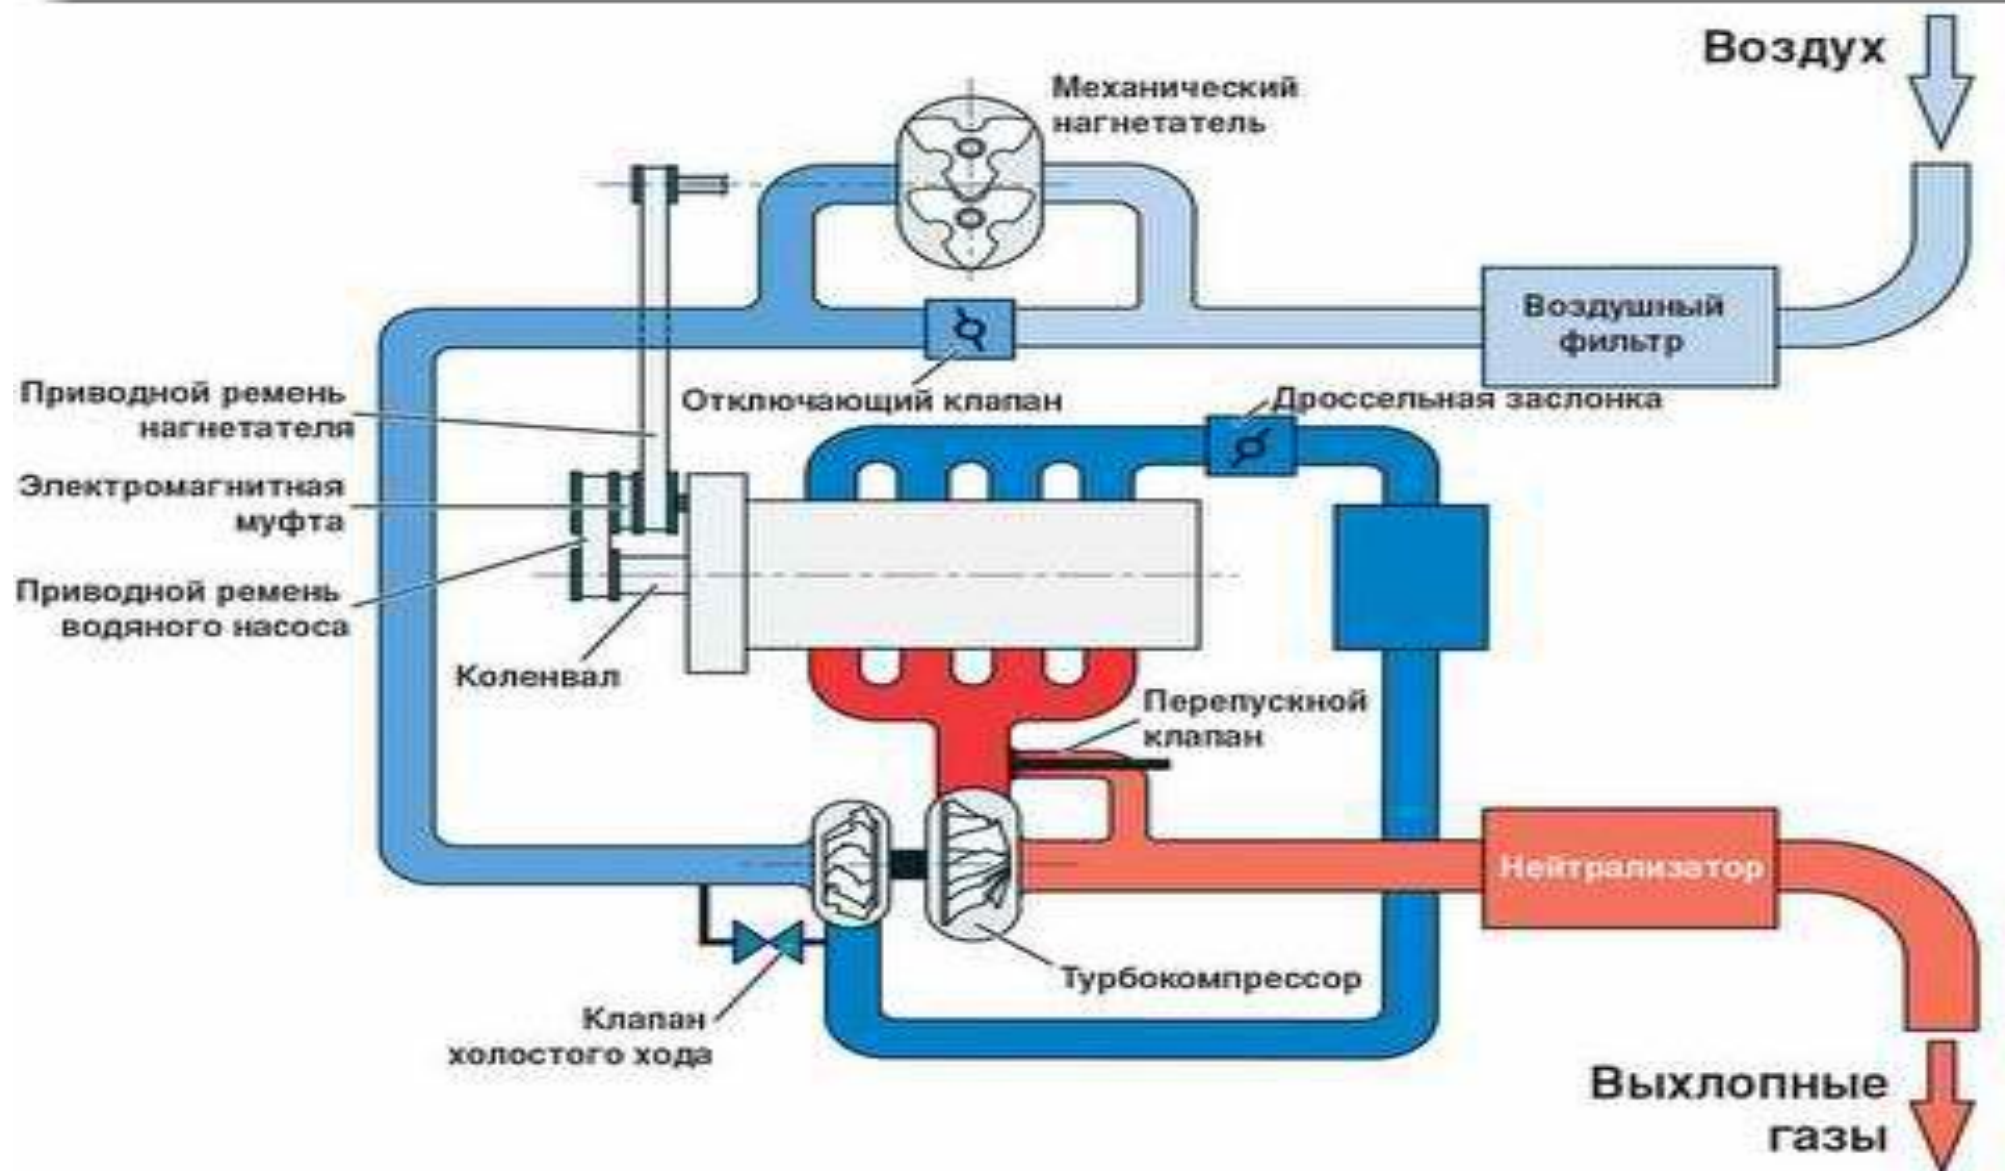 Воздух
Механический
нагнетатель
Воздушный
фильтр
Приводной ремень
нагнетателя
Отключающий клапан
Дроссельная заслонка
Электромагнитная
муфта
Приводной ремень
водяного насоса
Коленвал
Перепускной
клапан
Нейтрализатор
Турбокомпрессор
Клапан
холостого хода
Выхлопные
газы